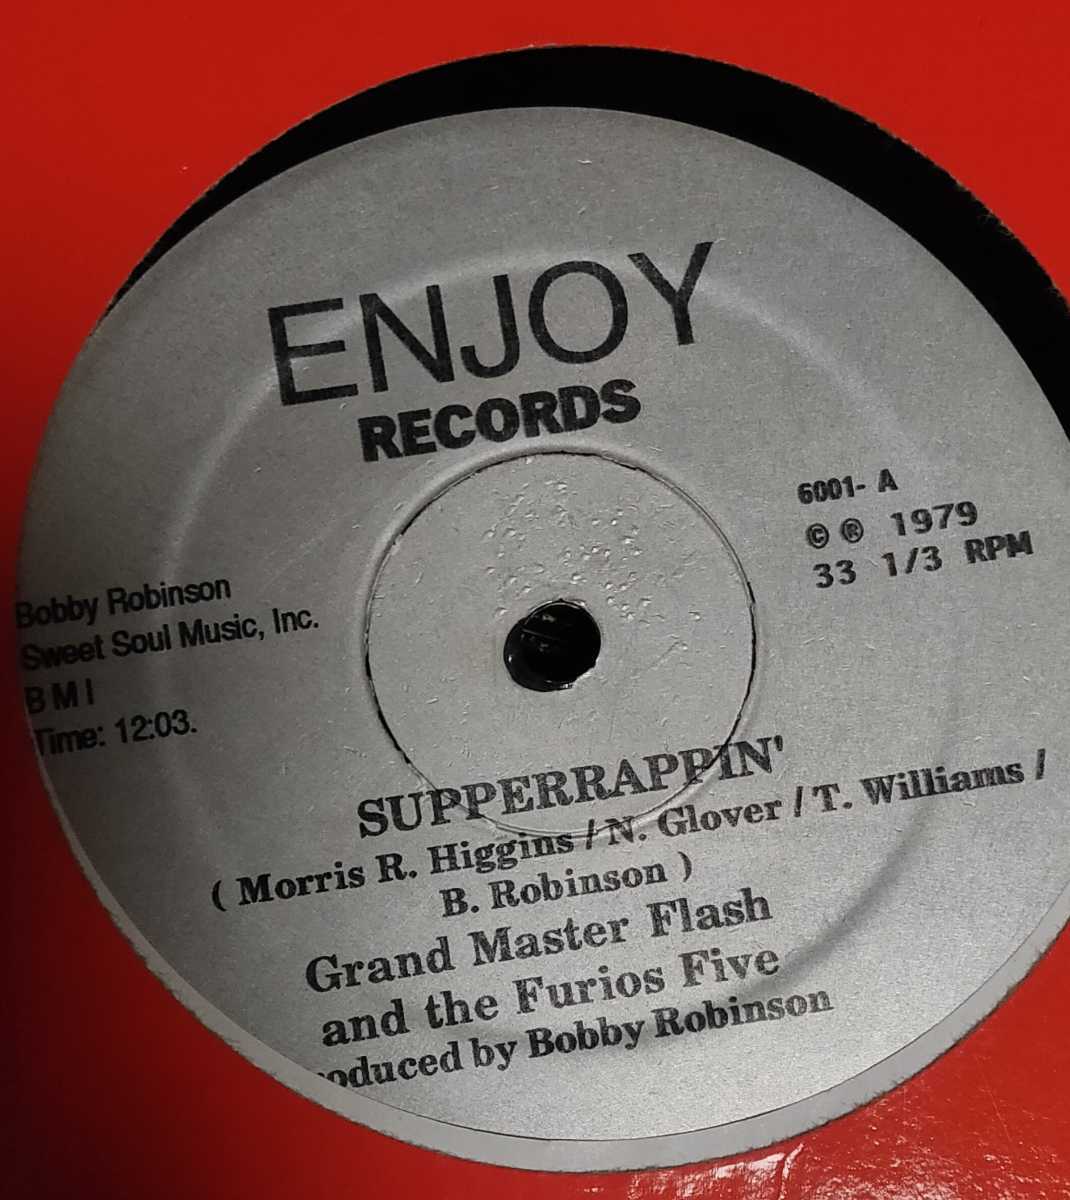 ENJOY
RECORDS
6001- A
© ® 1979
33 1/3 RPM
Bobby Robinson
Sweet Soul Music, Inc.
B M I
Time: 12:03.
SUPPERRAPPIN'
( Morris R. Higgins / N. Glover / T. Williams /
B. Robinson )
Grand Master Flash
and the Furios Five
oduced by Bobby Robinson